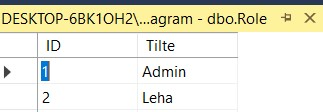 DESKTOP-6BK1OH2\...agram - dbo.Role
ID Tilte
1 Admin
2 Leha